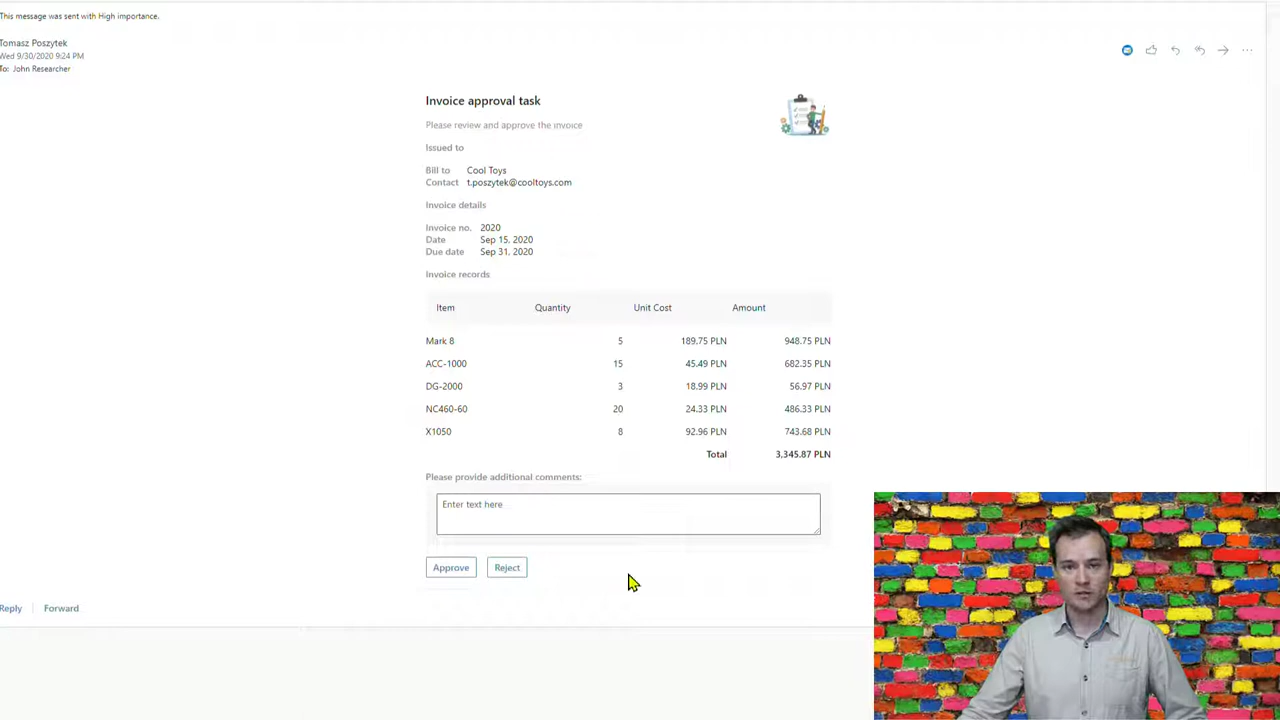 This message was sent with High importance.
Tomasz Poszytek
Wed 9/30/2020 9:24 PM
To: John Researcher
Invoice approval task
Please review and approve the invoice
Issued to
Bill to Cool Toys
Contact t.poszytek@cooltoys.com
Invoice details
Invoice no. 2020
Date Sep 15, 2020
Due date Sep 31, 2020
Invoice records
Item Quantity Unit Cost Amount
Mark 8 5 189.75 PLN 948.75 PLN
ACC-1000 15 45.49 PLN 682.35 PLN
DG-2000 3 18.99 PLN 56.97 PLN
NC460-60 20 24.33 PLN 486.33 PLN
X1050 8 92.96 PLN 743.68 PLN
Total 3,345.87 PLN
Please provide additional comments:
Enter text here
Approve Reject
Reply Forward